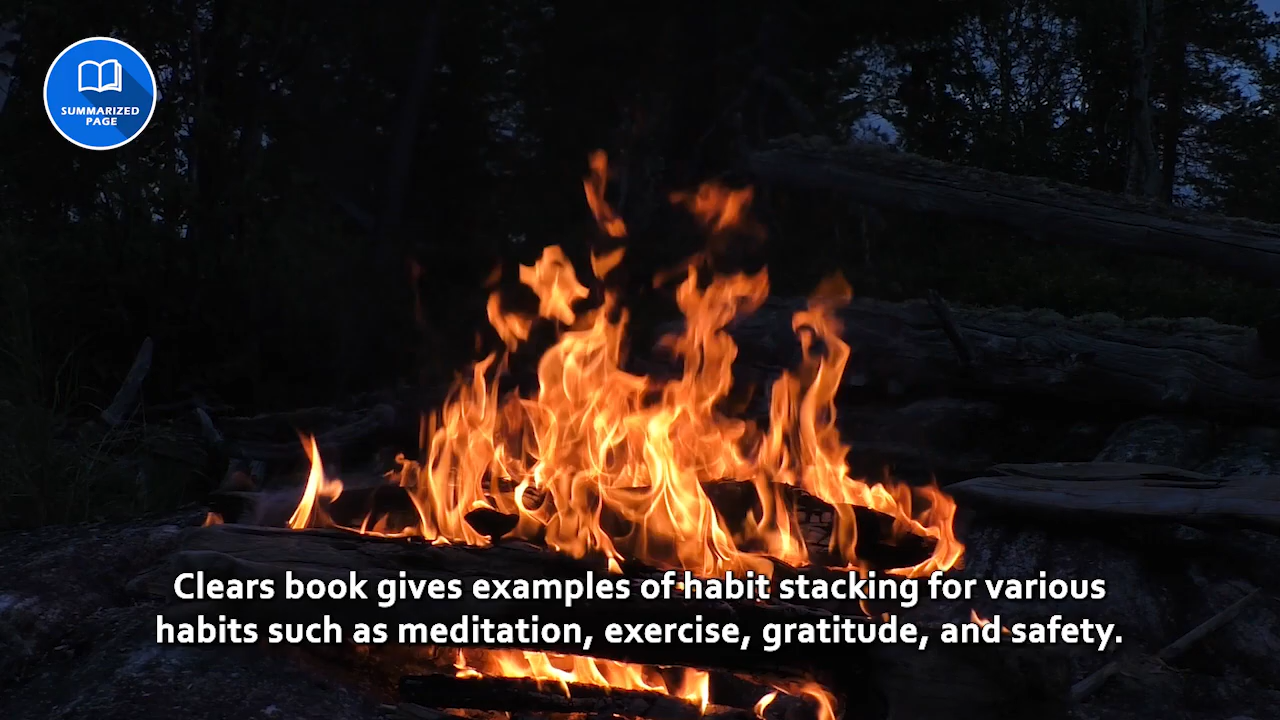 SUMMARIZED
PAGE
Clears book gives examples of habit stacking for various
habits such as meditation, exercise, gratitude, and safety.